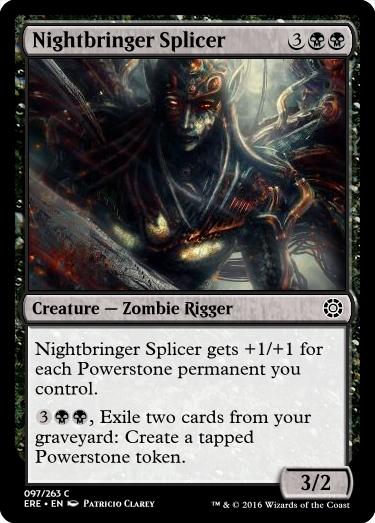 Nightbringer Splicer 3
Creature — Zombie Rigger
Nightbringer Splicer gets +1/+1 for
each Powerstone permanent you
control.
3, Exile two cards from your
graveyard: Create a tapped
Powerstone token.
3/2
097/263 C
ERE • EN Patricio Clarey
™ & © 2016 Wizards of the Coast